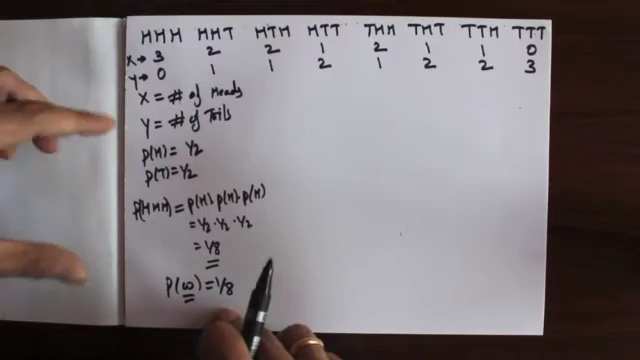 HHH HHT HTH HTT THH THT TTH TTT
X→ 3 2 2 1 2 1 1 0
Y→ 0 1 1 2 1 2 2 3
X = # of Heads
Y = # of Tails
P(H) = 1/2
P(T) = 1/2
P(HHH) = P(H).P(H).P(H)
= 1/2 . 1/2 . 1/2
= 1/8
P(ω) = 1/8